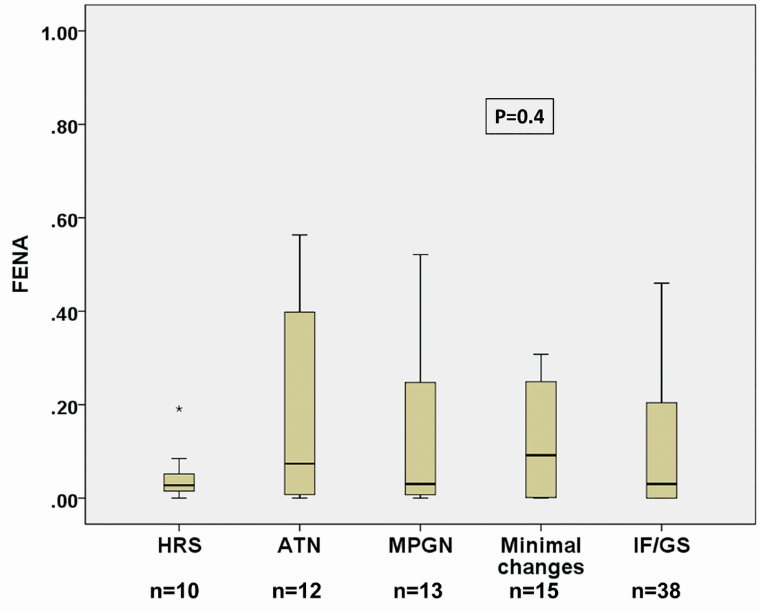 1.00
P=0.4
.80
.60
FENA
.40
.20
*
.00
HRS ATN MPGN Minimal changes IF/GS
n=10 n=12 n=13 n=15 n=38